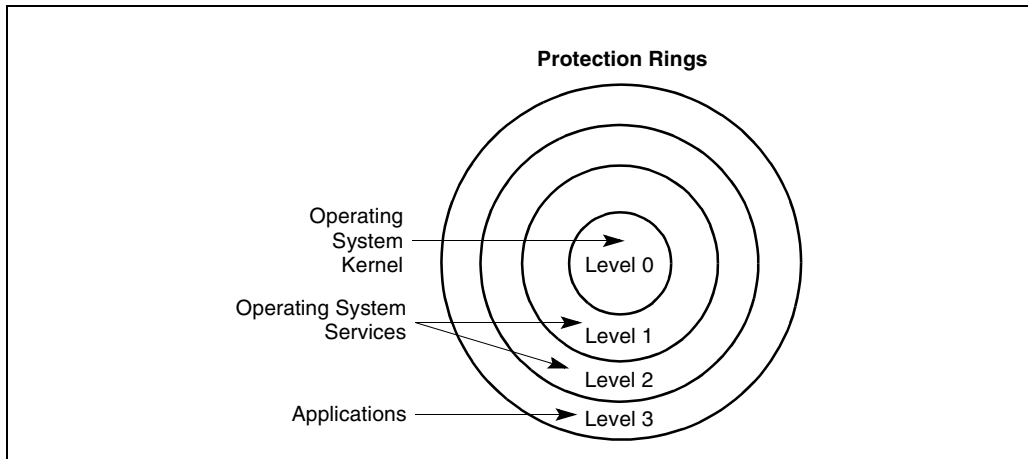 Protection Rings
Operating
System
Kernel
Level 0
Operating System
Services
Level 1
Level 2
Applications
Level 3